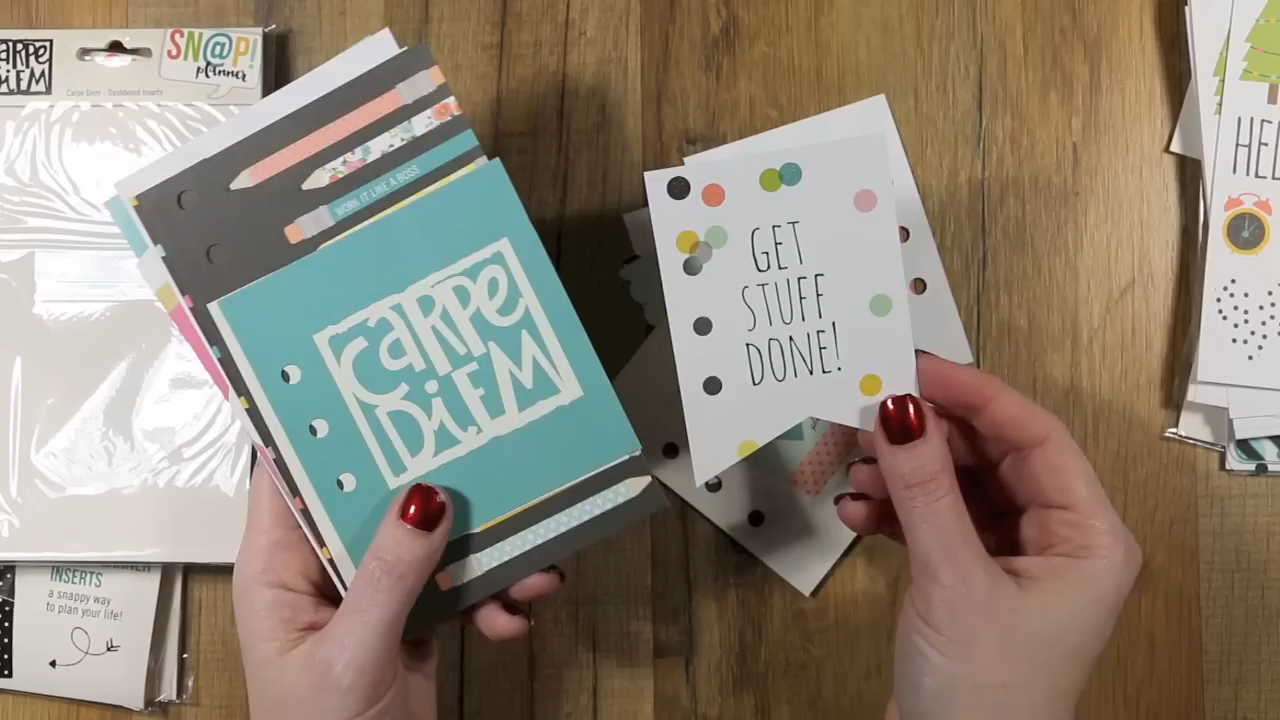 CARPE
DiEM
SN@P!
planner
Carpe Diem - Dashboard Inserts
WORK IT LIKE A BOSS
CARPE
DiEM
GET
STUFF
DONE!
INSERTS
a snappy way
to plan your life!